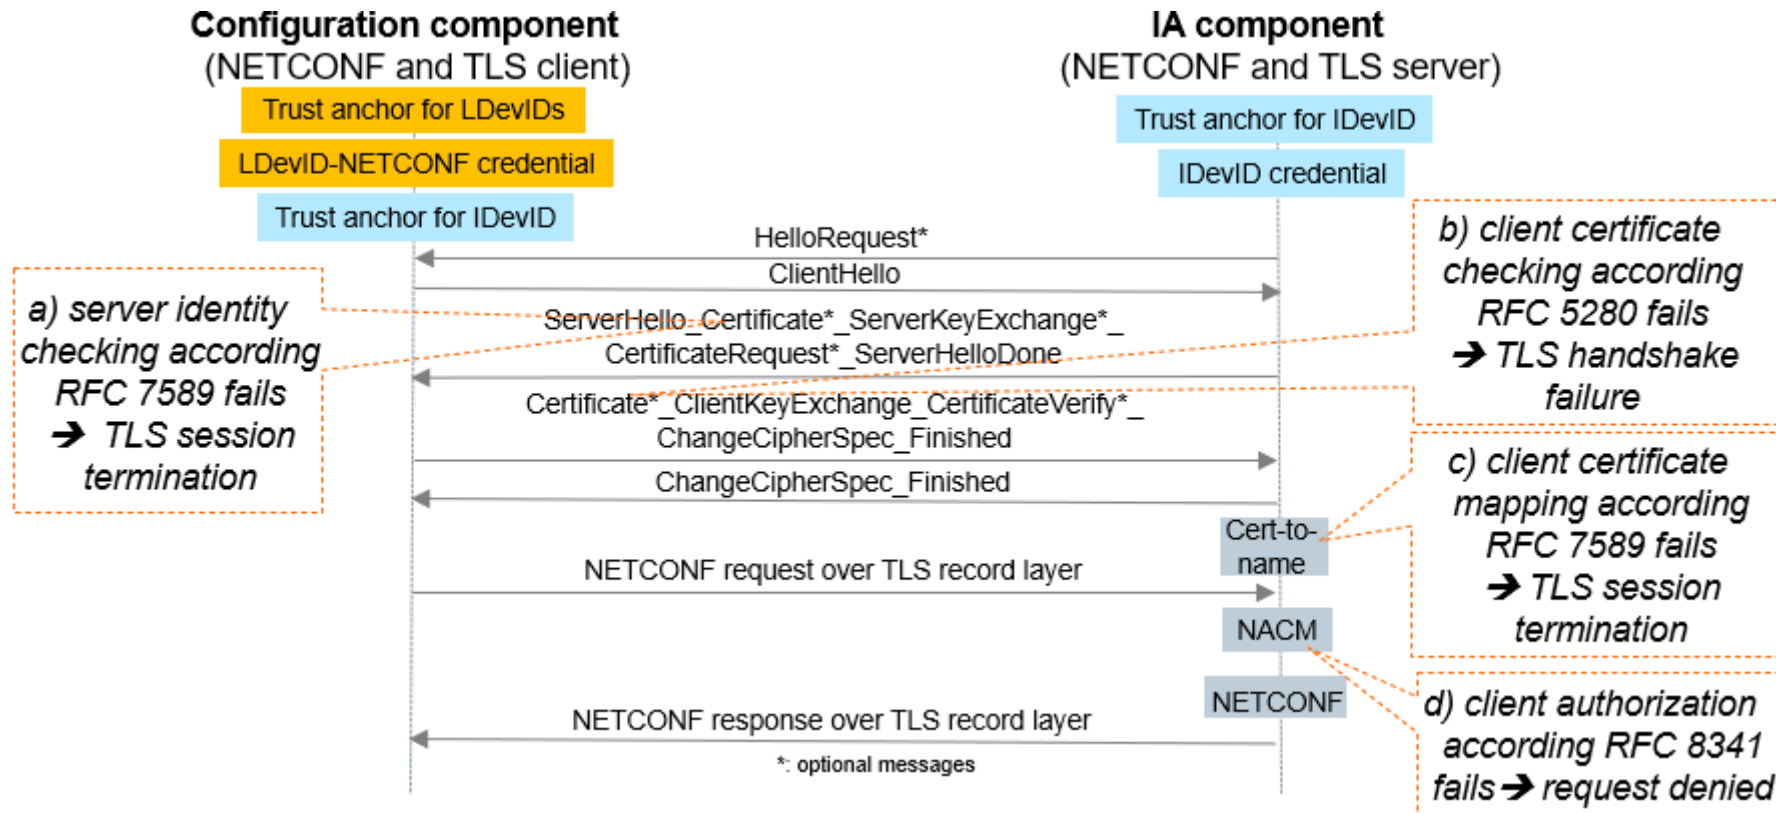 Configuration component
(NETCONF and TLS client)
IA component
(NETCONF and TLS server)
Trust anchor for LDevIDs
LDevID-NETCONF credential
Trust anchor for IDevID
Trust anchor for IDevID
IDevID credential
HelloRequest*
ClientHello
ServerHello_Certificate*_ServerKeyExchange*_
CertificateRequest*_ServerHelloDone
Certificate*_ClientKeyExchange_CertificateVerify*_
ChangeCipherSpec_Finished
ChangeCipherSpec_Finished
Cert-to-
name
NETCONF request over TLS record layer
NACM
NETCONF
NETCONF response over TLS record layer
*: optional messages
a) server identity
checking according
RFC 7589 fails
➔ TLS session
termination
b) client certificate
checking according
RFC 5280 fails
➔ TLS handshake
failure
c) client certificate
mapping according
RFC 7589 fails
➔ TLS session
termination
d) client authorization
according RFC 8341
fails➔ request denied